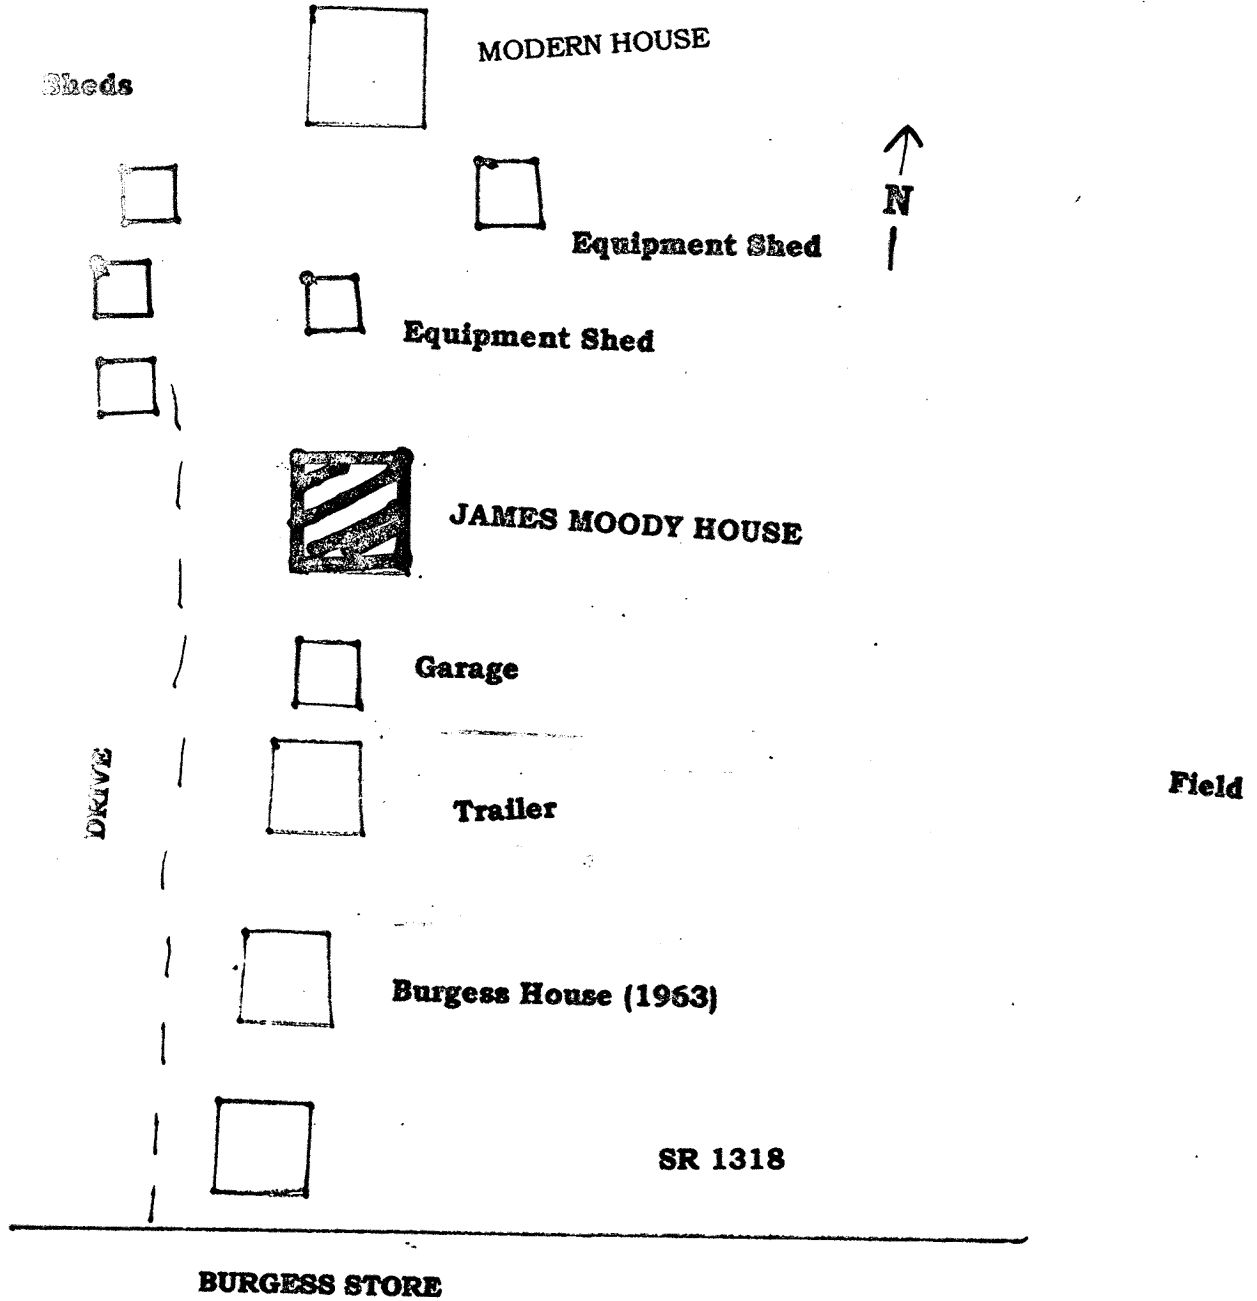 MODERN HOUSE
Sheds
N
Equipment Shed
Equipment Shed
JAMES MOODY HOUSE
Garage
DRIVE
Trailer
Field
Burgess House (1963)
SR 1318
BURGESS STORE